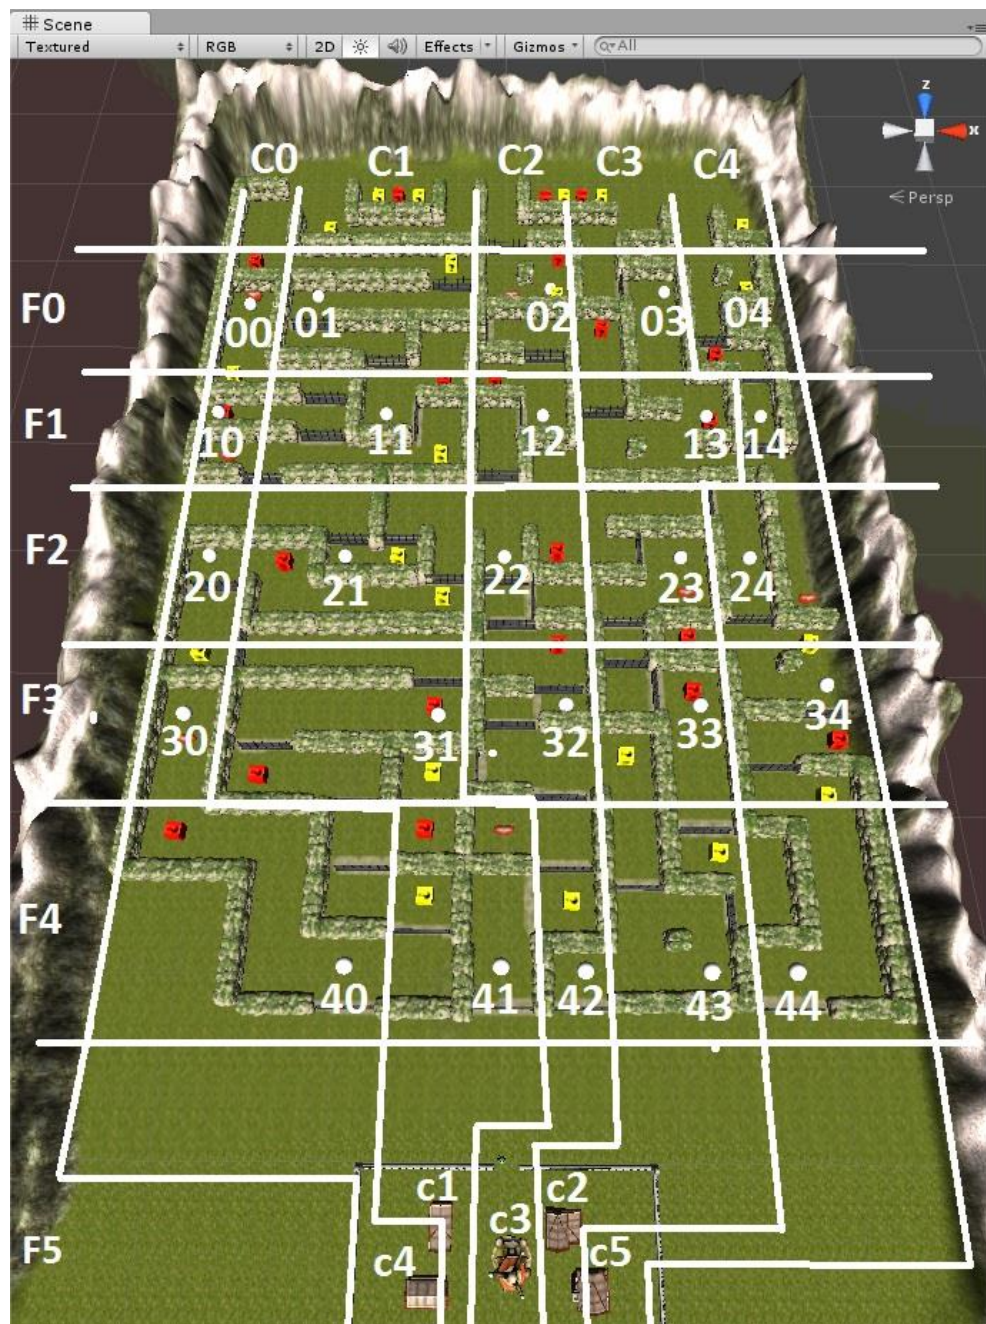 Scene
Textured RGB 2D Effects Gizmos All
z
x
Persp
C0 C1 C2 C3 C4
F0 00 01 02 03 04
F1 10 11 12 13 14
F2 20 21 22 23 24
F3 30 31 32 33 34
F4 40 41 42 43 44
c1 c2
c3
F5 c4 c5